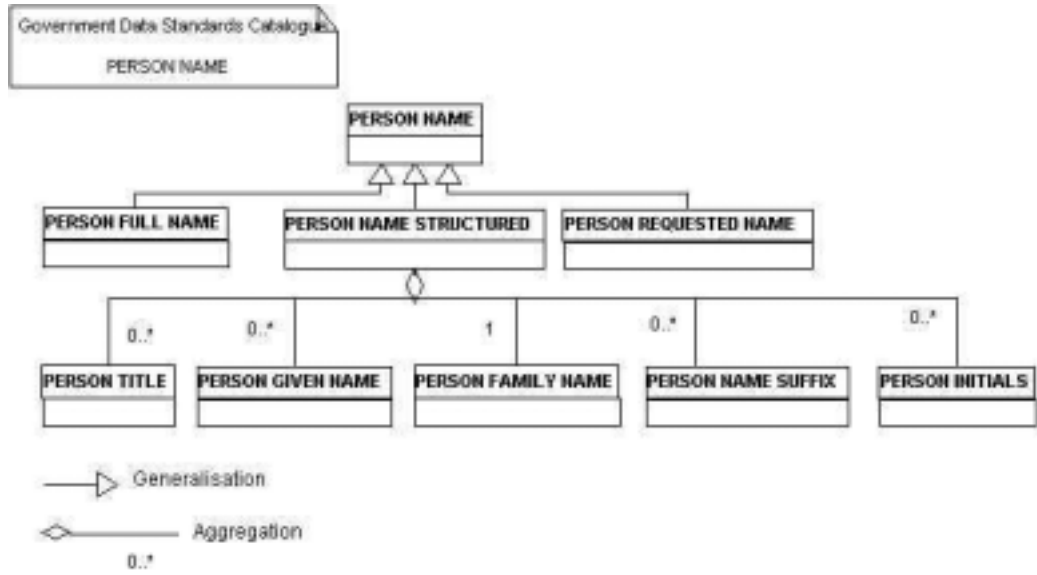 Government Data Standards Catalogue
PERSON NAME
PERSON NAME
PERSON FULL NAME
PERSON NAME STRUCTURED
PERSON REQUESTED NAME
0..*
0..*
1
0..*
0..*
PERSON TITLE
PERSON GIVEN NAME
PERSON FAMILY NAME
PERSON NAME SUFFIX
PERSON INITIALS
Generalisation
Aggregation
0..*